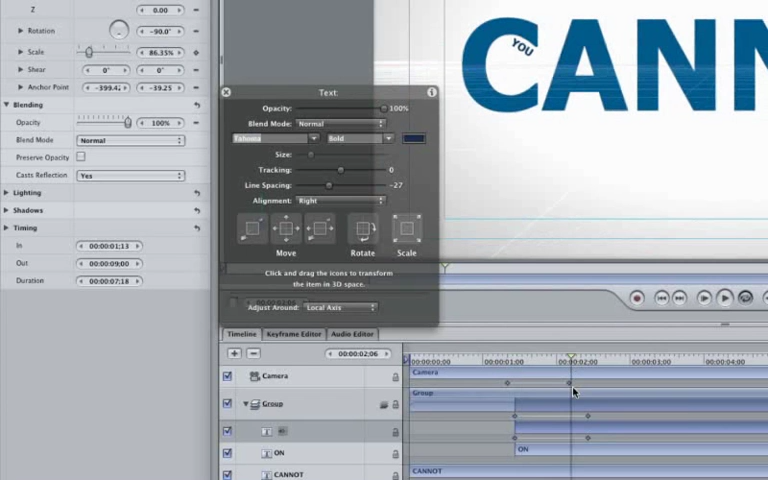 Z 0.00
Rotation -90.0°
Scale 86.35%
Shear 0° 0°
Anchor Point -399.42 -39.25
Blending
Opacity 100%
Blend Mode Normal
Preserve Opacity
Casts Reflection Yes
Lighting
Shadows
Timing
In 00:00:01;13
Out 00:00:09;00
Duration 00:00:07;18
YOU
CANN
Text
Opacity: 100%
Blend Mode: Normal
Tahoma Bold
Size:
Tracking: 0
Line Spacing: -27
Alignment: Right
Move Rotate Scale
Click and drag the icons to transform
the item in 3D space.
Adjust Around: Local Axis
Timeline Keyframe Editor Audio Editor
00:00:02;06
00:00:00;00 00:00:01;00 00:00:02;00 00:00:03;00 00:00:04;00
Camera Camera
Group Group
ON ON
CANNOT CANNOT